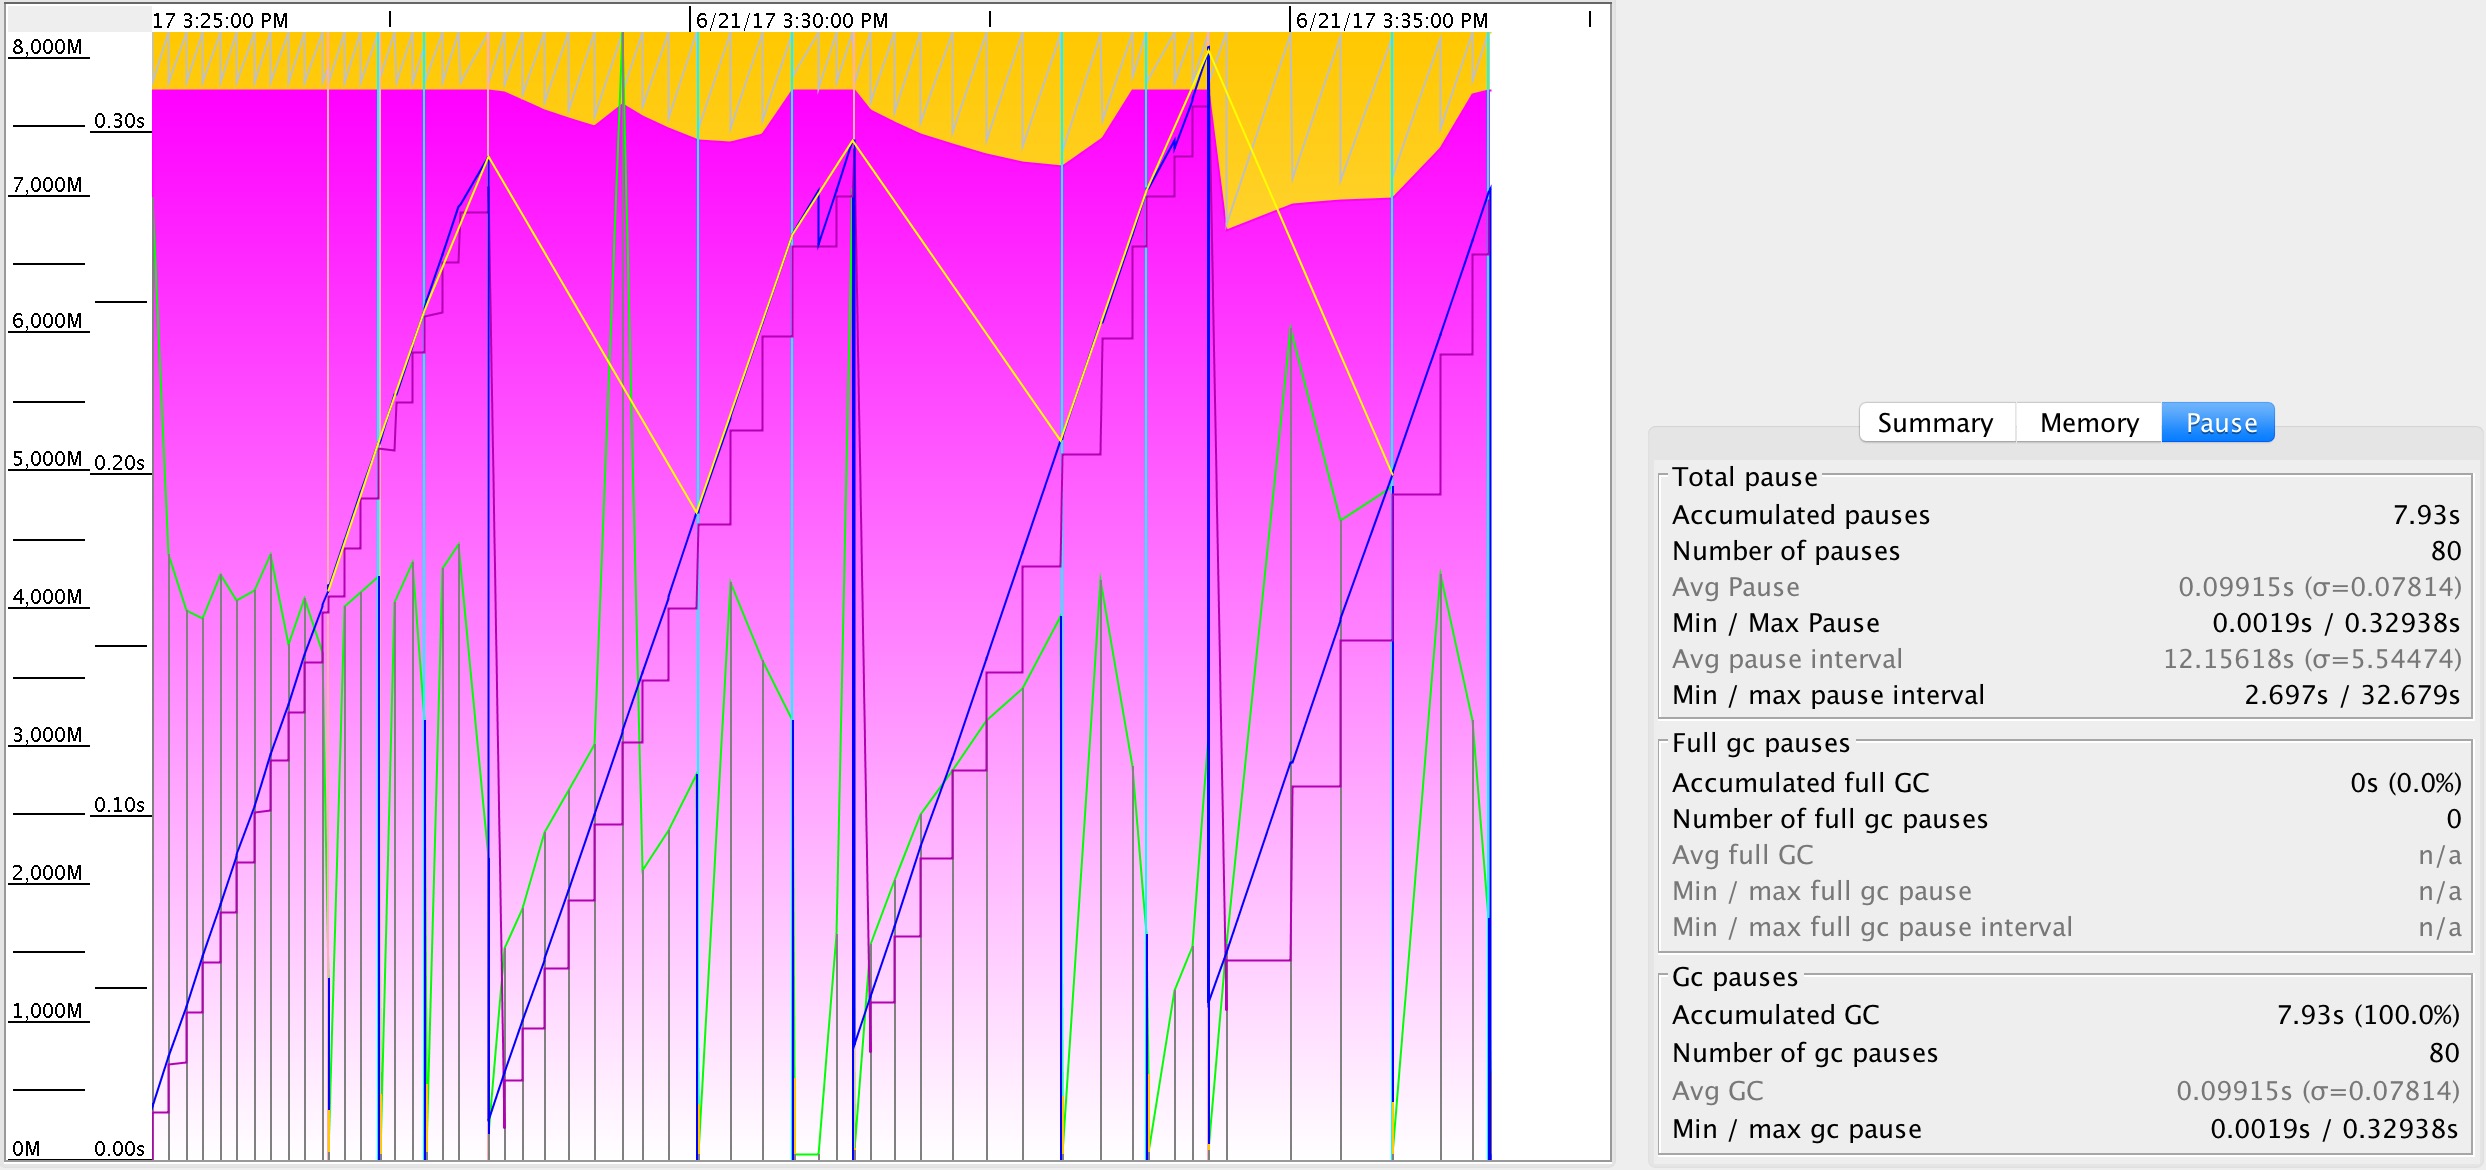 17 3:25:00 PM
6/21/17 3:30:00 PM
6/21/17 3:35:00 PM
8,000M
0.30s
7,000M
6,000M
5,000M
0.20s
4,000M
3,000M
0.10s
2,000M
1,000M
0M
0.00s
Summary
Memory
Pause
Total pause
Accumulated pauses 7.93s
Number of pauses 80
Avg Pause 0.09915s (σ=0.07814)
Min / Max Pause 0.0019s / 0.32938s
Avg pause interval 12.15618s (σ=5.54474)
Min / max pause interval 2.697s / 32.679s
Full gc pauses
Accumulated full GC 0s (0.0%)
Number of full gc pauses 0
Avg full GC n/a
Min / max full gc pause n/a
Min / max full gc pause interval n/a
Gc pauses
Accumulated GC 7.93s (100.0%)
Number of gc pauses 80
Avg GC 0.09915s (σ=0.07814)
Min / max gc pause 0.0019s / 0.32938s